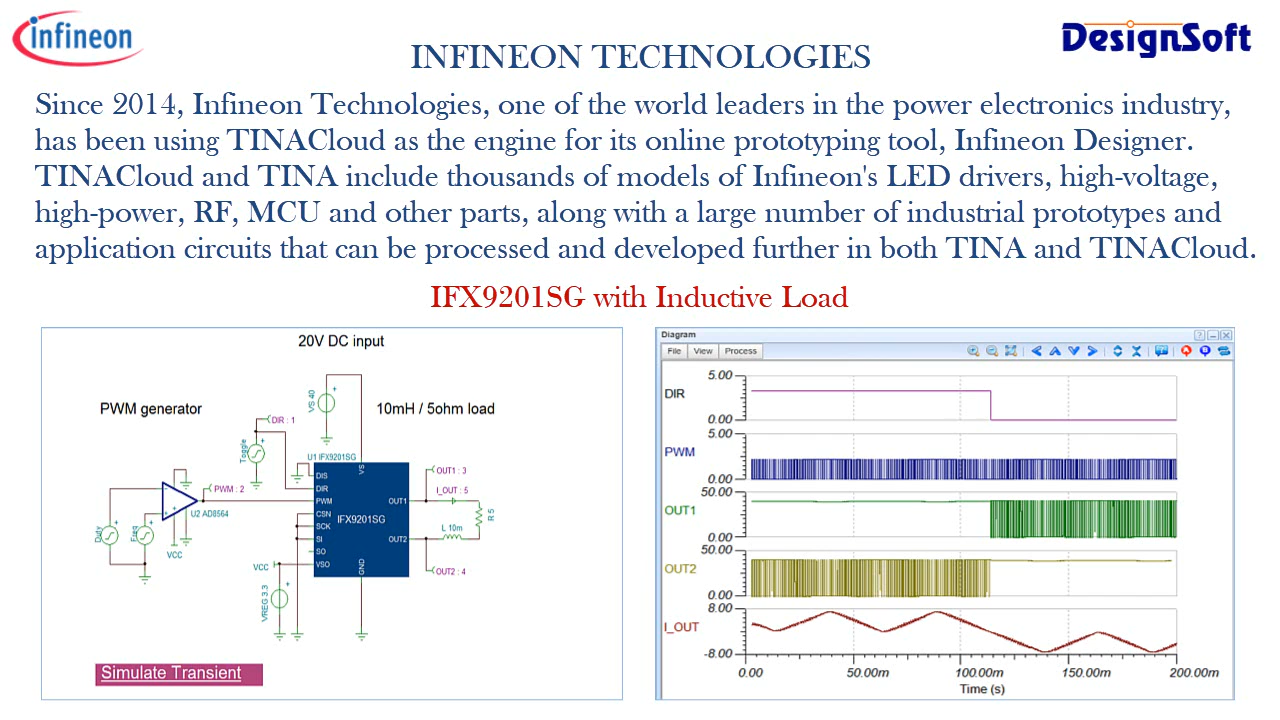 infineon
DesignSoft
INFINEON TECHNOLOGIES
Since 2014, Infineon Technologies, one of the world leaders in the power electronics industry,
has been using TINACloud as the engine for its online prototyping tool, Infineon Designer.
TINACloud and TINA include thousands of models of Infineon's LED drivers, high-voltage,
high-power, RF, MCU and other parts, along with a large number of industrial prototypes and
application circuits that can be processed and developed further in both TINA and TINACloud.
IFX9201SG with Inductive Load
20V DC input
PWM generator
10mH / 5ohm load
VS 40
DIR : 1
Toggle
U1 IFX9201SG
VS
DIS
DIR
PWM
CSN
SCK
SI
SO
VSO
IFX9201SG
OUT1
OUT2
GND
OUT1 : 3
I_OUT : 5
R 5
L 10m
OUT2 : 4
PWM : 2
U2 AD8564
Duty
Freq
VCC
VCC
VREG 3.3
Simulate Transient
Diagram
File View Process
DIR
5.00
0.00
PWM
5.00
0.00
OUT1
50.00
0.00
OUT2
50.00
0.00
I_OUT
8.00
-8.00
0.00 50.00m 100.00m 150.00m 200.00m
Time (s)